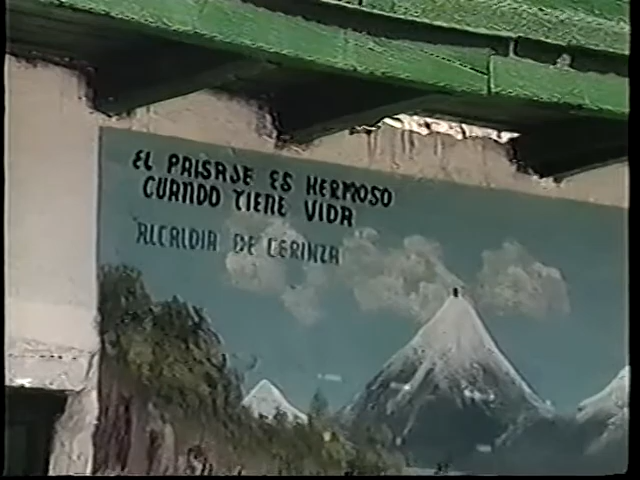 EL PAISAJE ES HERMOSO
CUANDO TIENE VIDA
ALCALDIA DE CERINZA